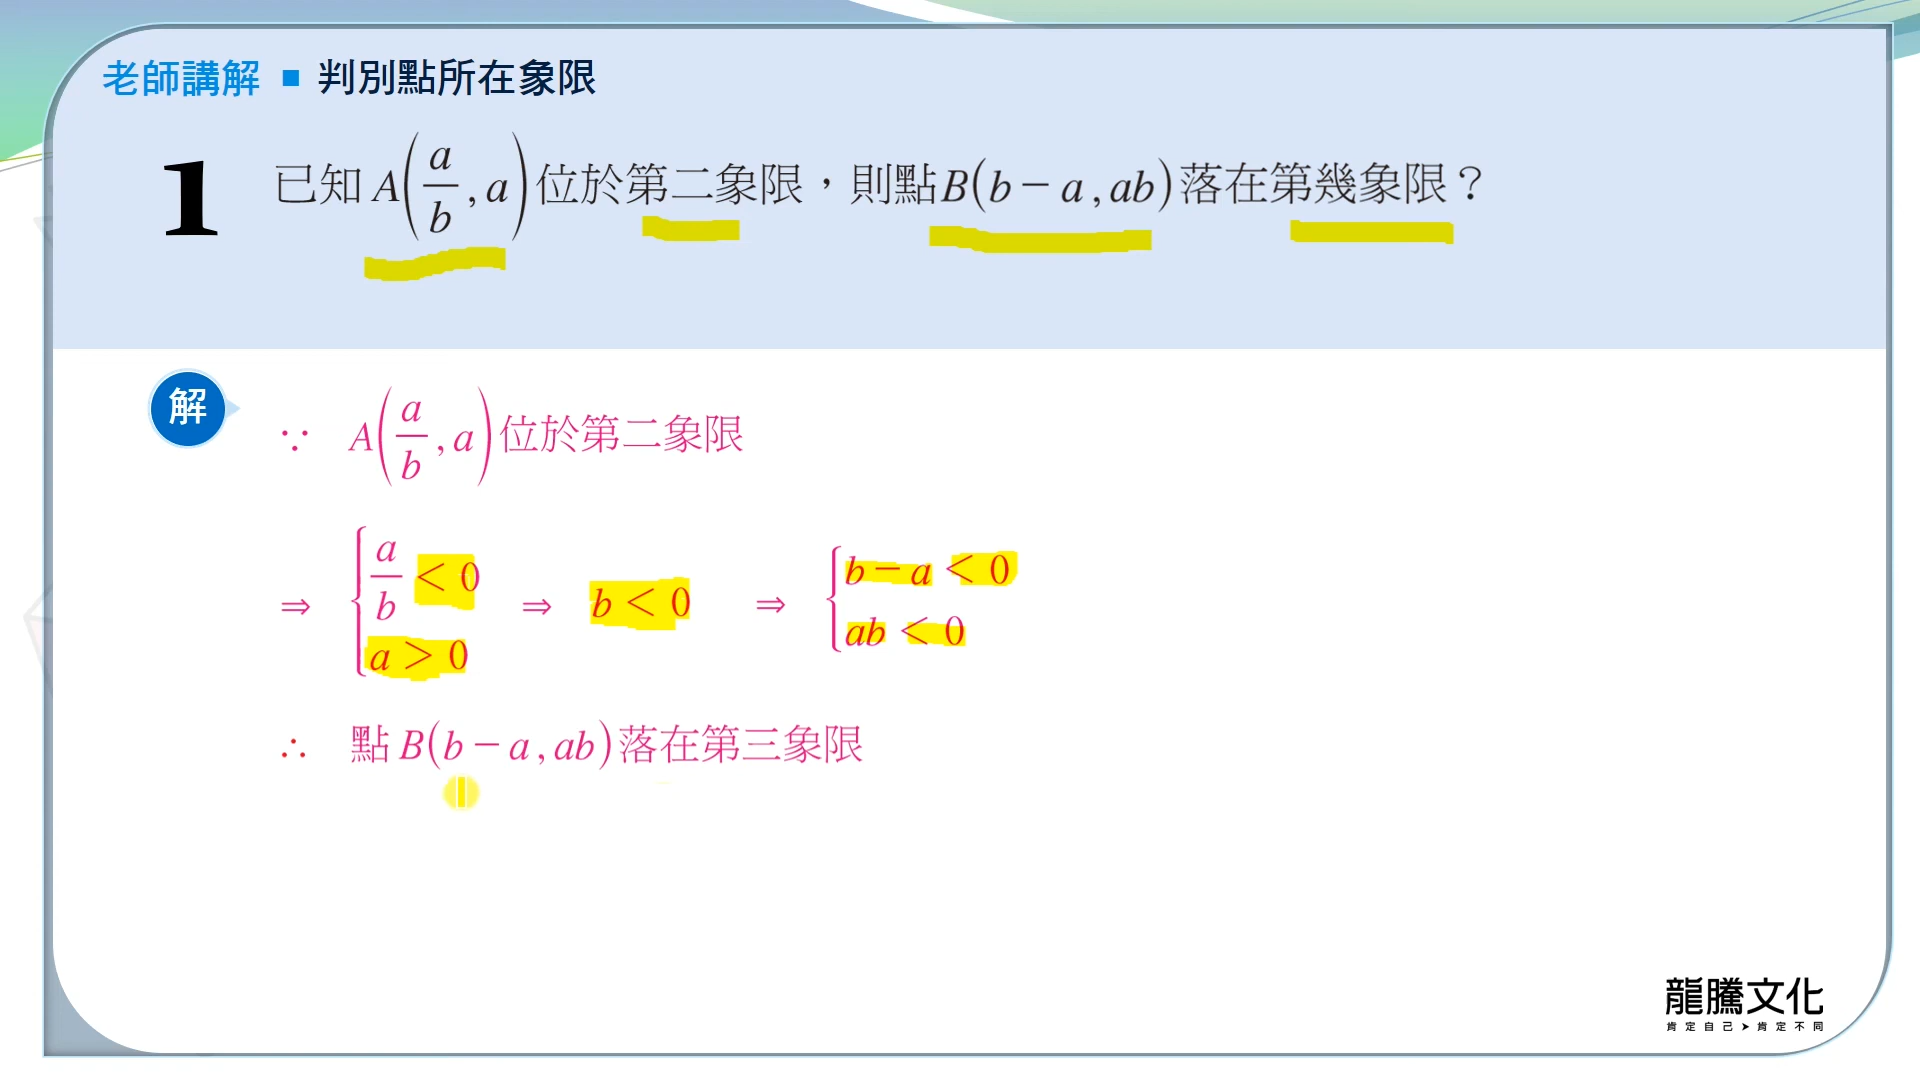 老師講解 ■ 判別點所在象限
1 已知 A(a/b , a) 位於第二象限，則點 B(b − a , ab) 落在第幾象限？
解
∵ A(a/b , a) 位於第二象限
⇒ { a/b < 0 , a > 0 ⇒ b < 0 ⇒ { b − a < 0 , ab < 0
∴ 點 B(b − a , ab) 落在第三象限
龍騰文化
肯定自己➤肯定不同